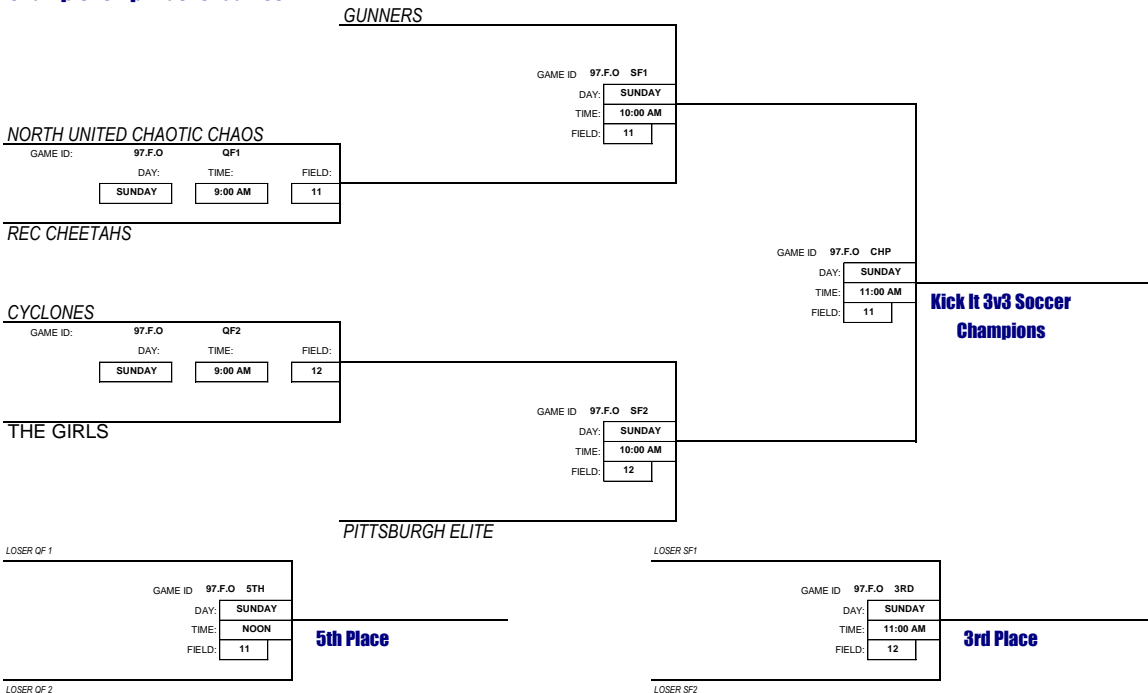 GUNNERS
GAME ID 97.F.O SF1
DAY: SUNDAY
TIME: 10:00 AM
FIELD: 11
NORTH UNITED CHAOTIC CHAOS
GAME ID: 97.F.O QF1
DAY: TIME: FIELD:
SUNDAY 9:00 AM 11
REC CHEETAHS
GAME ID 97.F.O CHP
DAY: SUNDAY
TIME: 11:00 AM
FIELD: 11
Kick It 3v3 Soccer
Champions
CYCLONES
GAME ID: 97.F.O QF2
DAY: TIME: FIELD:
SUNDAY 9:00 AM 12
THE GIRLS
GAME ID 97.F.O SF2
DAY: SUNDAY
TIME: 10:00 AM
FIELD: 12
PITTSBURGH ELITE
LOSER QF 1
GAME ID 97.F.O 5TH
DAY: SUNDAY
TIME: NOON
FIELD: 11
5th Place
LOSER QF 2
LOSER SF1
GAME ID 97.F.O 3RD
DAY: SUNDAY
TIME: 11:00 AM
FIELD: 12
3rd Place
LOSER SF2